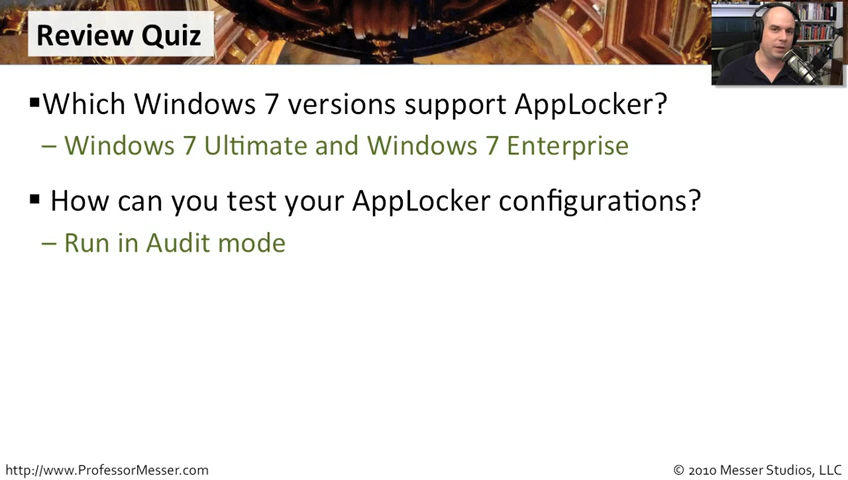 Review Quiz
▪Which Windows 7 versions support AppLocker?
– Windows 7 Ultimate and Windows 7 Enterprise
▪ How can you test your AppLocker configurations?
– Run in Audit mode
http://www.ProfessorMesser.com
© 2010 Messer Studios, LLC